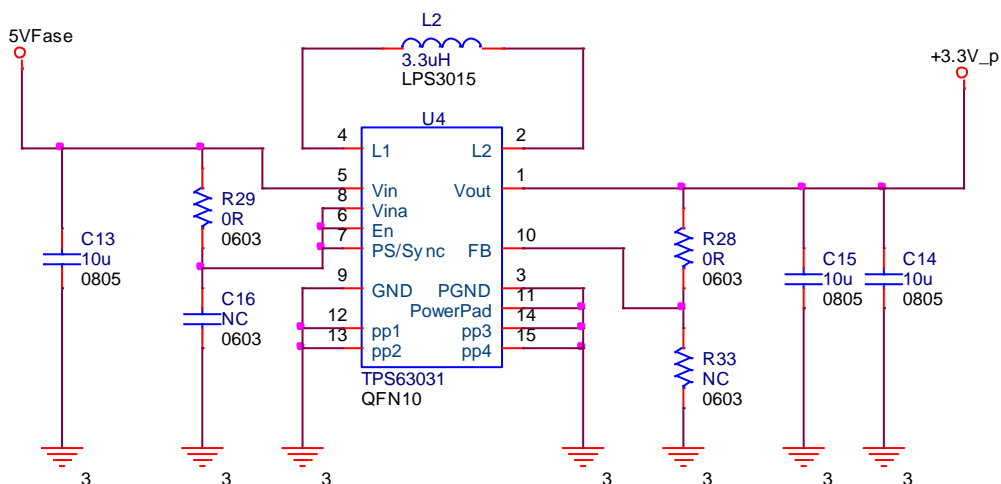 5VFase
L2
3.3uH
LPS3015
+3.3V_p
U4
4
L1
L2
2
5
Vin
Vout
1
8
Vina
6
En
7
PS/Sync
FB
10
9
GND
PGND
3
PowerPad
11
12
pp1
pp3
14
13
pp2
pp4
15
TPS63031
QFN10
R29
0R
0603
C13
10u
0805
C16
NC
0603
R28
0R
0603
R33
NC
0603
C15
10u
0805
C14
10u
0805
3
3
3
3
3
3
3